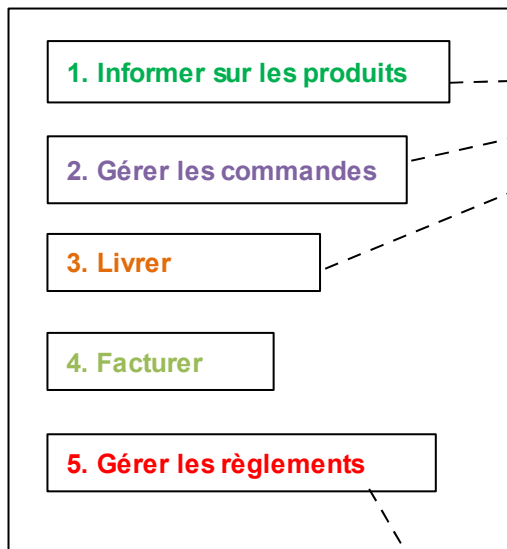 1. Informer sur les produits
2. Gérer les commandes
3. Livrer
4. Facturer
5. Gérer les règlements